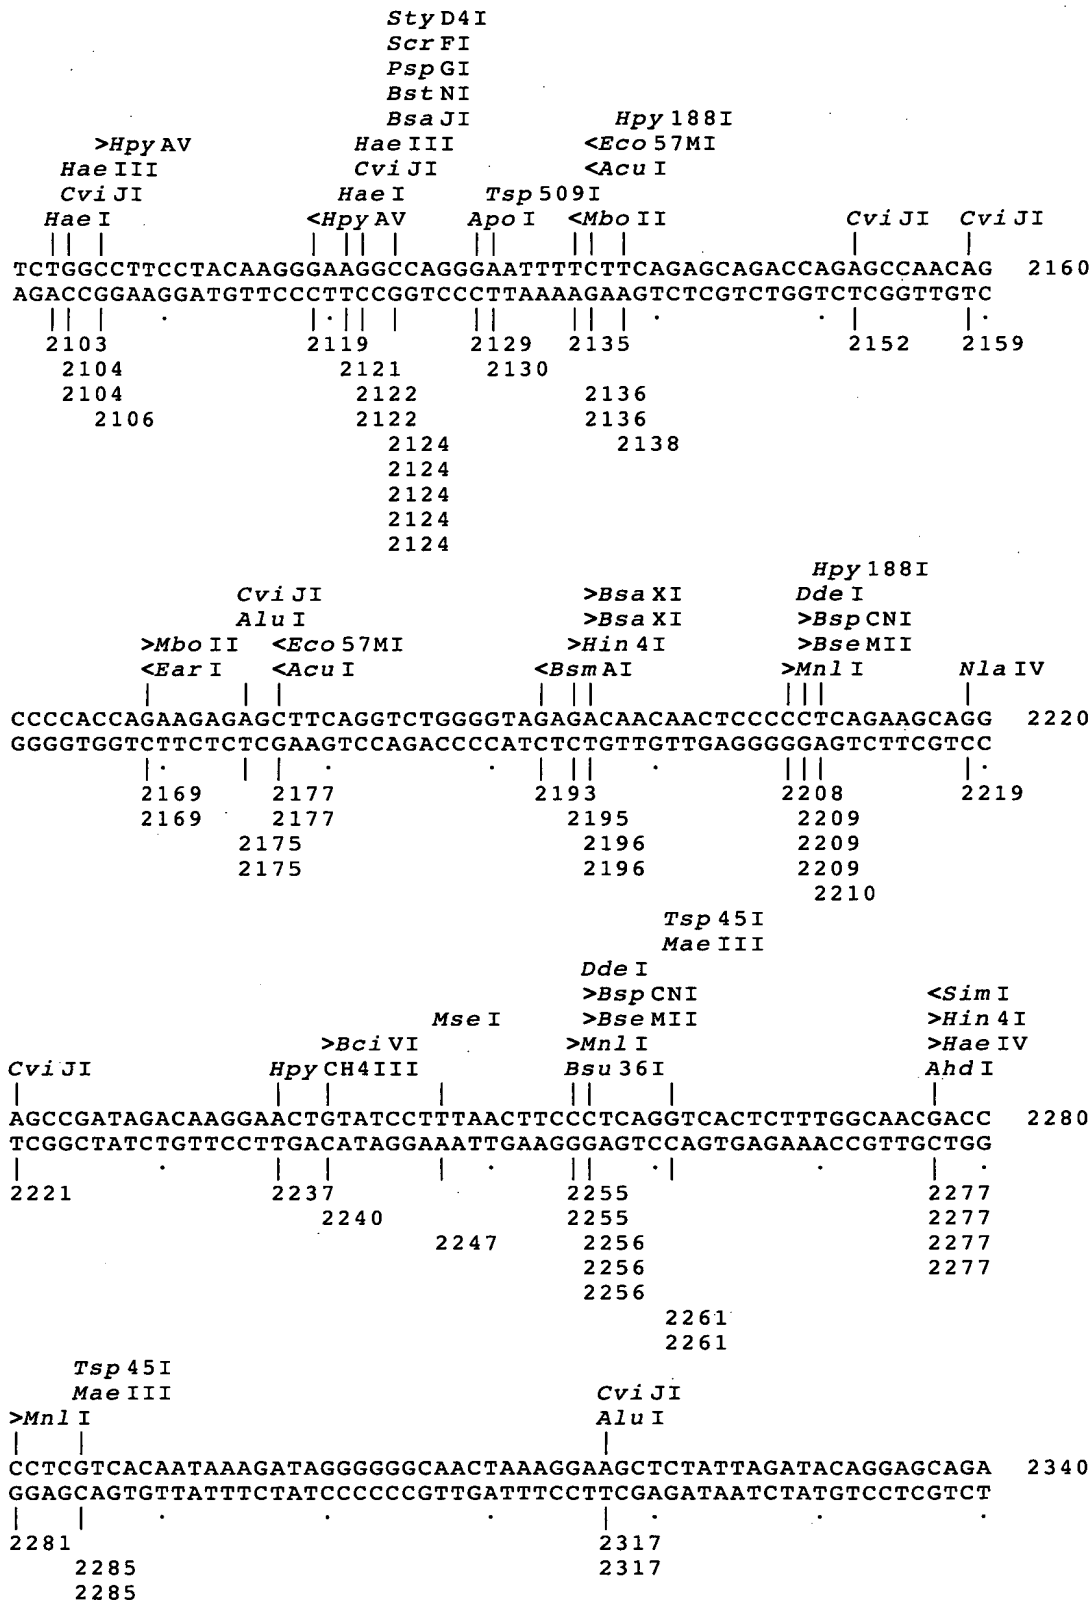 StyD4I
ScrFI
PspGI
BstNI
BsaJI Hpy188I
>HpyAV HaeIII <Eco57MI
HaeIII CviJI <AcuI
CviJI HaeI Tsp509I
HaeI <HpyAV ApoI <MboII CviJI CviJI
TCTGGCCTTCCTACAAGGGAAGGCCAGGGAATTTTCTTCAGAGCAGACCAGAGCCAACAG 2160
AGACCGGAAGGATGTTCCCTTCCGGTCCCTTAAAAGAAGTCTCGTCTGGTCTCGGTTGTC
2103 2119 2129 2135 2152 2159
2104 2121 2130
2104 2122 2136
2106 2122 2136
2124 2138
2124
2124
2124
2124
Hpy188I
CviJI >BsaXI DdeI
AluI >BsaXI >BspCNI
>MboII <Eco57MI >Hin4I >BseMII
<EarI <AcuI <BsmAI >MnlI NlaIV
CCCCACCAGAAGAGAGCTTCAGGTCTGGGGTAGAGACAACAACTCCCCCTCAGAAGCAGG 2220
GGGGTGGTCTTCTCTCGAAGTCCAGACCCCATCTCTGTTGTTGAGGGGGAGTCTTCGTCC
2169 2177 2193 2208 2219
2169 2177 2195 2209
2175 2196 2209
2175 2196 2209
2210
Tsp45I
MaeIII
DdeI
>BspCNI <SimI
MseI >BseMII >Hin4I
>BciVI >MnlI >HaeIV
CviJI HpyCH4III Bsu36I AhdI
AGCCGATAGACAAGGAACTGTATCCTTTAACTTCCCTCAGGTCACTCTTTGGCAACGACC 2280
TCGGCTATCTGTTCCTTGACATAGGAAATTGAAGGGAGTCCAGTGAGAAACCGTTGCTGG
2221 2237 2255 2277
2240 2255 2277
2247 2256 2277
2256 2277
2256
2261
2261
Tsp45I
MaeIII CviJI
>MnlI AluI
CCTCGTCACAATAAAGATAGGGGGGCAACTAAAGGAAGCTCTATTAGATACAGGAGCAGA 2340
GGAGCAGTGTTATTTCTATCCCCCCGTTGATTTCCTTCGAGATAATCTATGTCCTCGTCT
2281 2317
2285 2317
2285